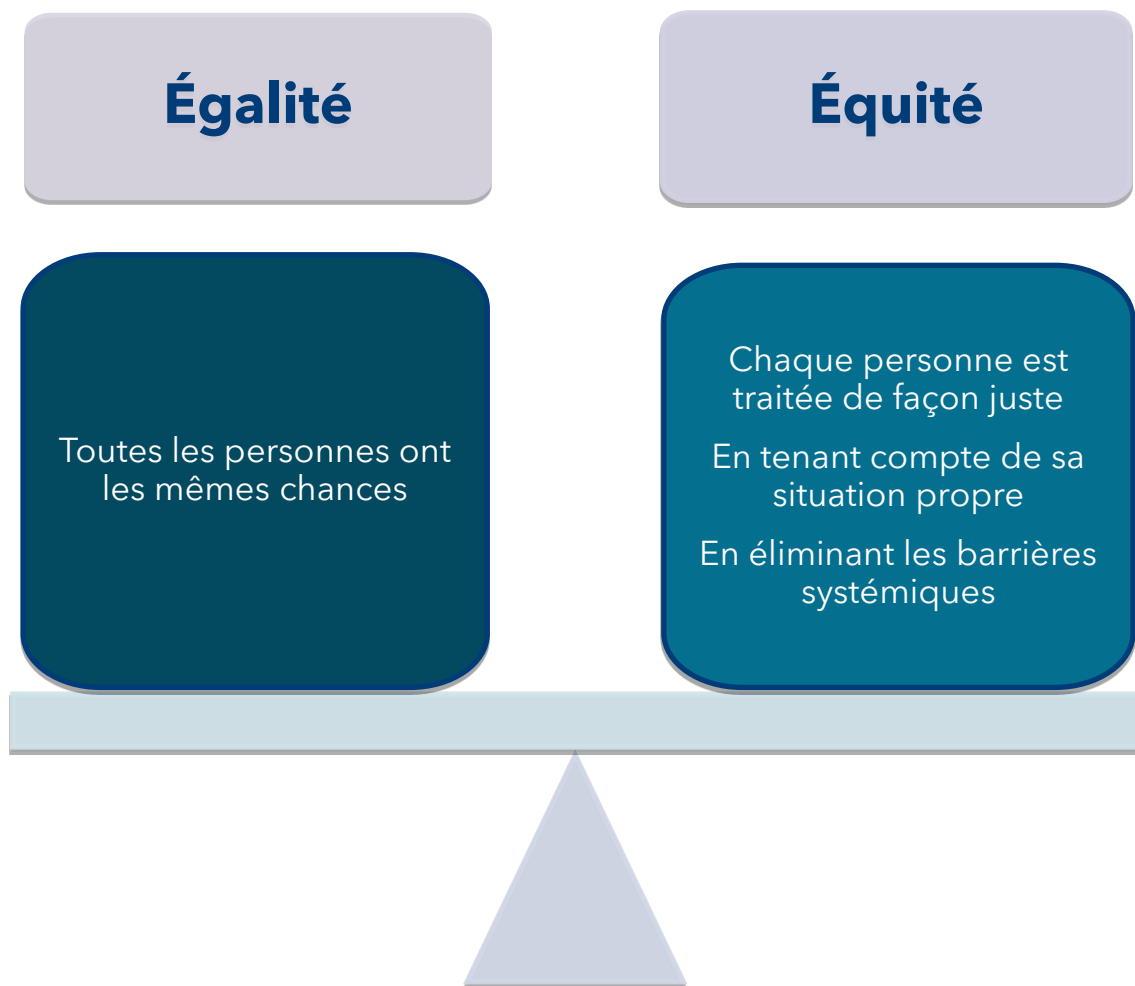 Égalité
Équité
Toutes les personnes ont
les mêmes chances
Chaque personne est
traitée de façon juste
En tenant compte de sa
situation propre
En éliminant les barrières
systémiques